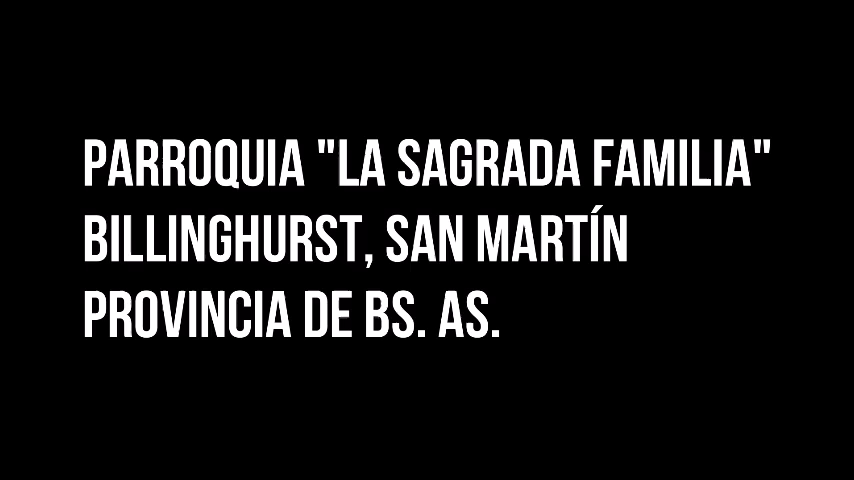 PARROQUIA "LA SAGRADA FAMILIA"
BILLINGHURST, SAN MARTÍN
PROVINCIA DE BS. AS.